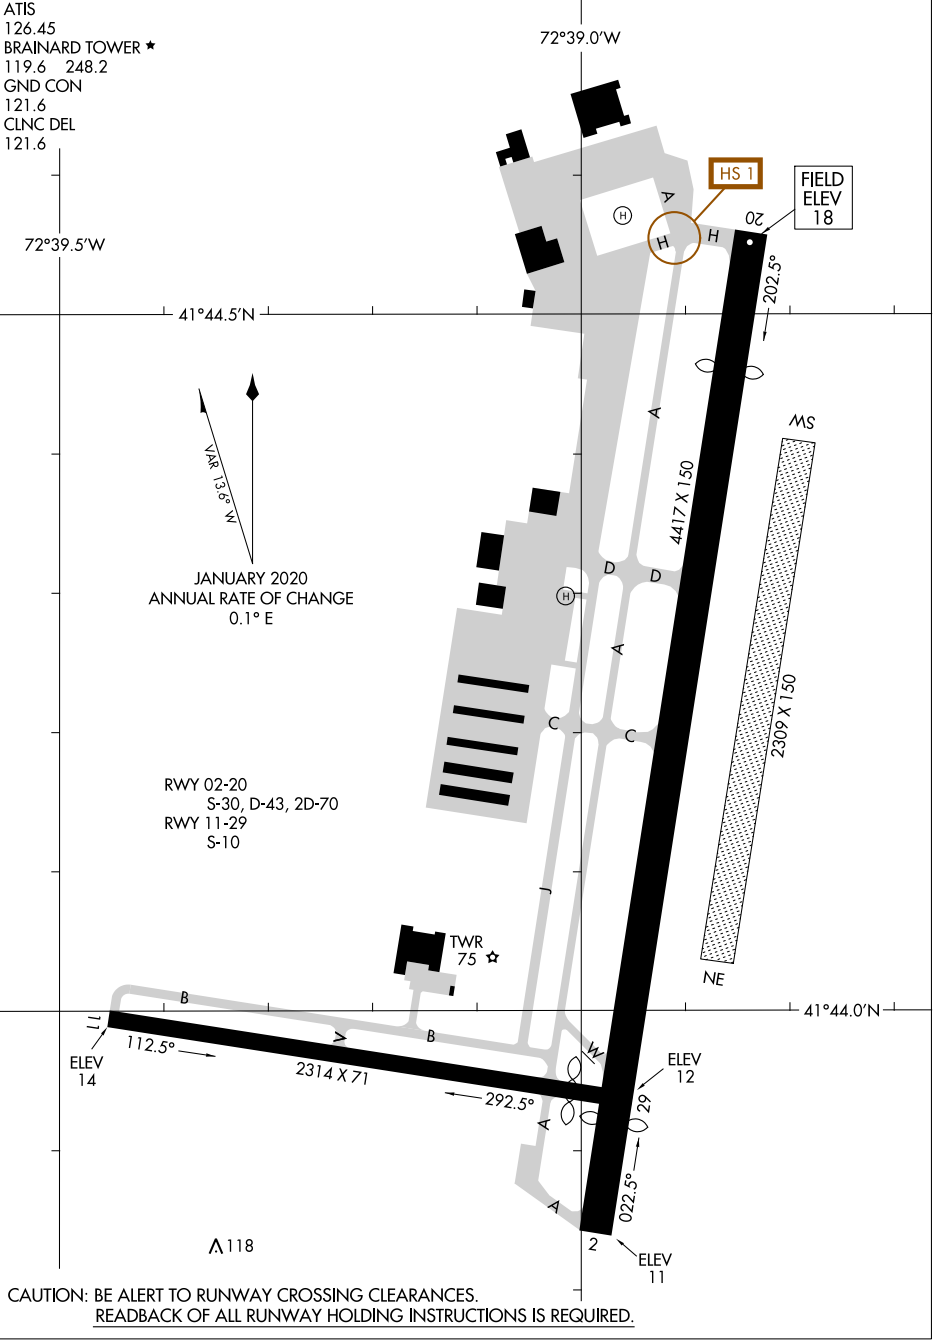 ATIS
126.45
BRAINARD TOWER ★
119.6 248.2
GND CON
121.6
CLNC DEL
121.6
72°39.0'W
HS 1
FIELD
ELEV
18
A
H
H
H
20
72°39.5'W
202.5°
41°44.5'N
VAR 13.6° W
A
SW
4417 X 150
JANUARY 2020
ANNUAL RATE OF CHANGE
0.1° E
D
D
H
A
2309 X 150
C
C
RWY 02-20
S-30, D-43, 2D-70
RWY 11-29
S-10
J
TWR
75
NE
B
41°44.0'N
11
V
B
W
112.5°
ELEV
14
2314 X 71
ELEV
12
292.5°
29
A
022.5°
A
2
118
ELEV
11
CAUTION: BE ALERT TO RUNWAY CROSSING CLEARANCES.
READBACK OF ALL RUNWAY HOLDING INSTRUCTIONS IS REQUIRED.